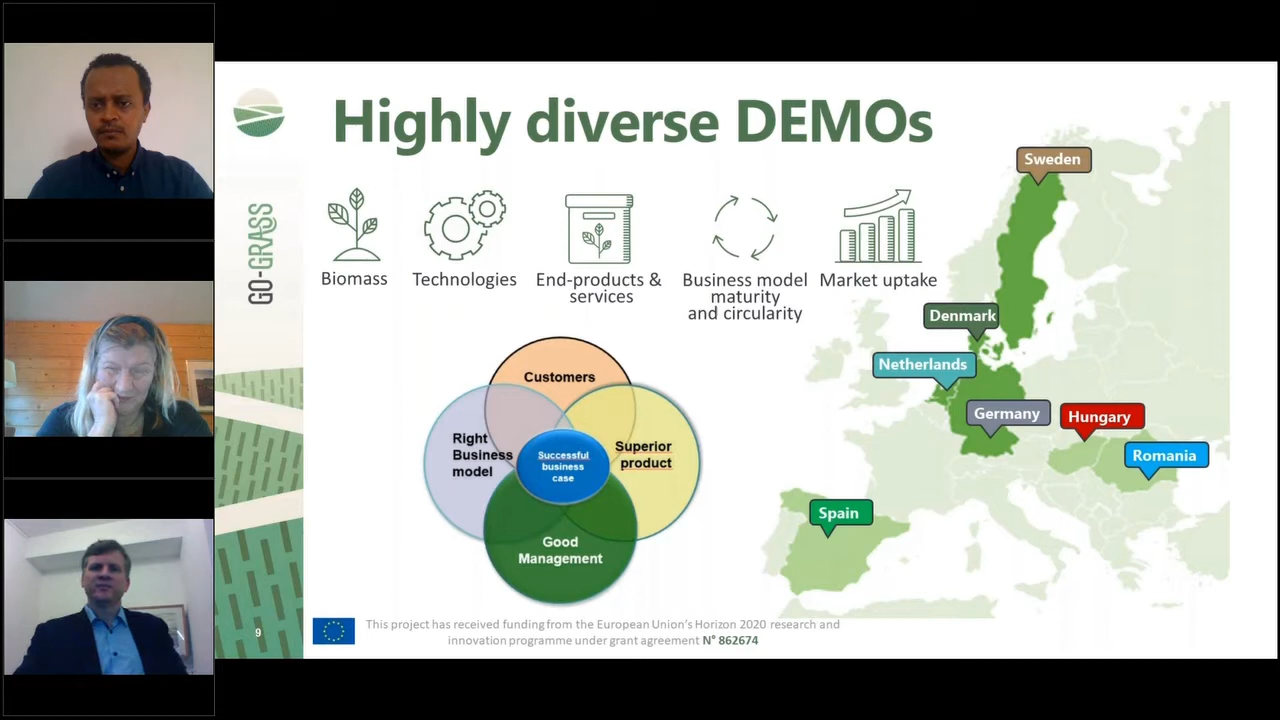 Highly diverse DEMOs
GO-GRASS
Biomass
Technologies
End-products &
services
Business model
maturity
and circularity
Market uptake
Customers
Right
Business
model
Superior
product
Successful
business
case
Good
Management
Sweden
Denmark
Netherlands
Germany
Hungary
Romania
Spain
9
This project has received funding from the European Union's Horizon 2020 research and
innovation programme under grant agreement N° 862674